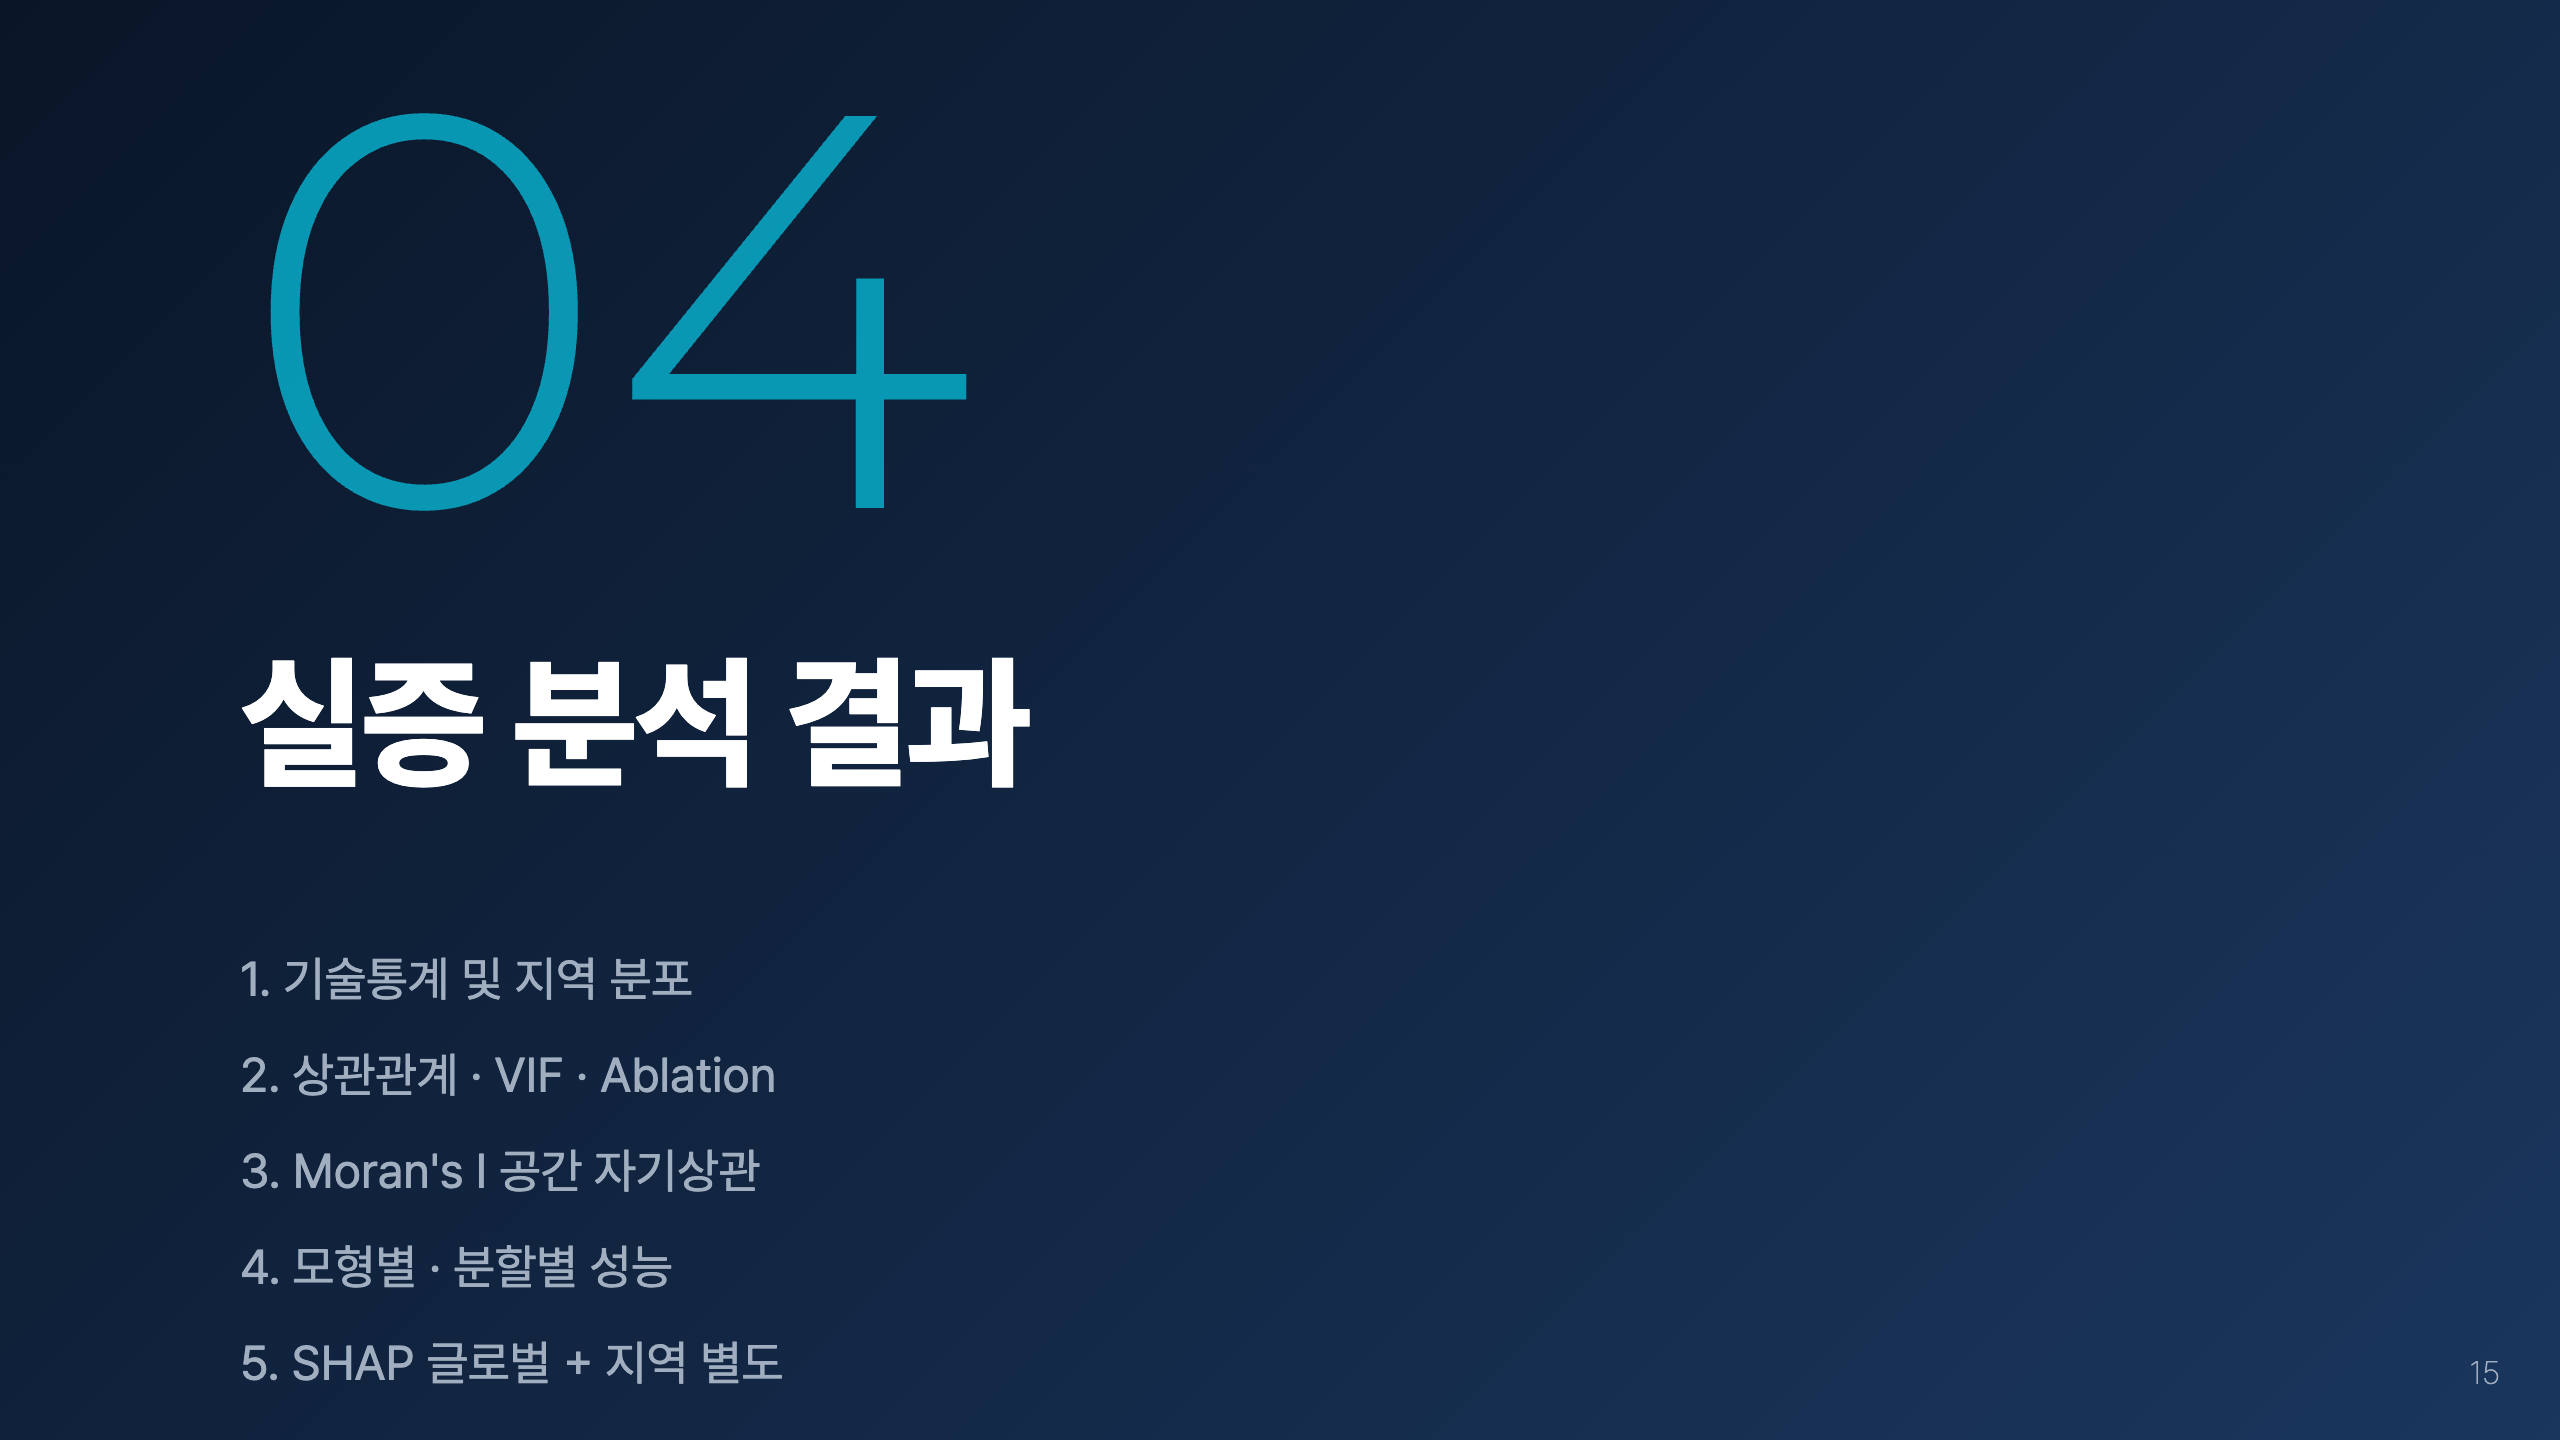 04
실증 분석 결과
1. 기술통계 및 지역 분포
2. 상관관계 · VIF · Ablation
3. Moran's I 공간 자기상관
4. 모형별 · 분할별 성능
5. SHAP 글로벌 + 지역 별도
15